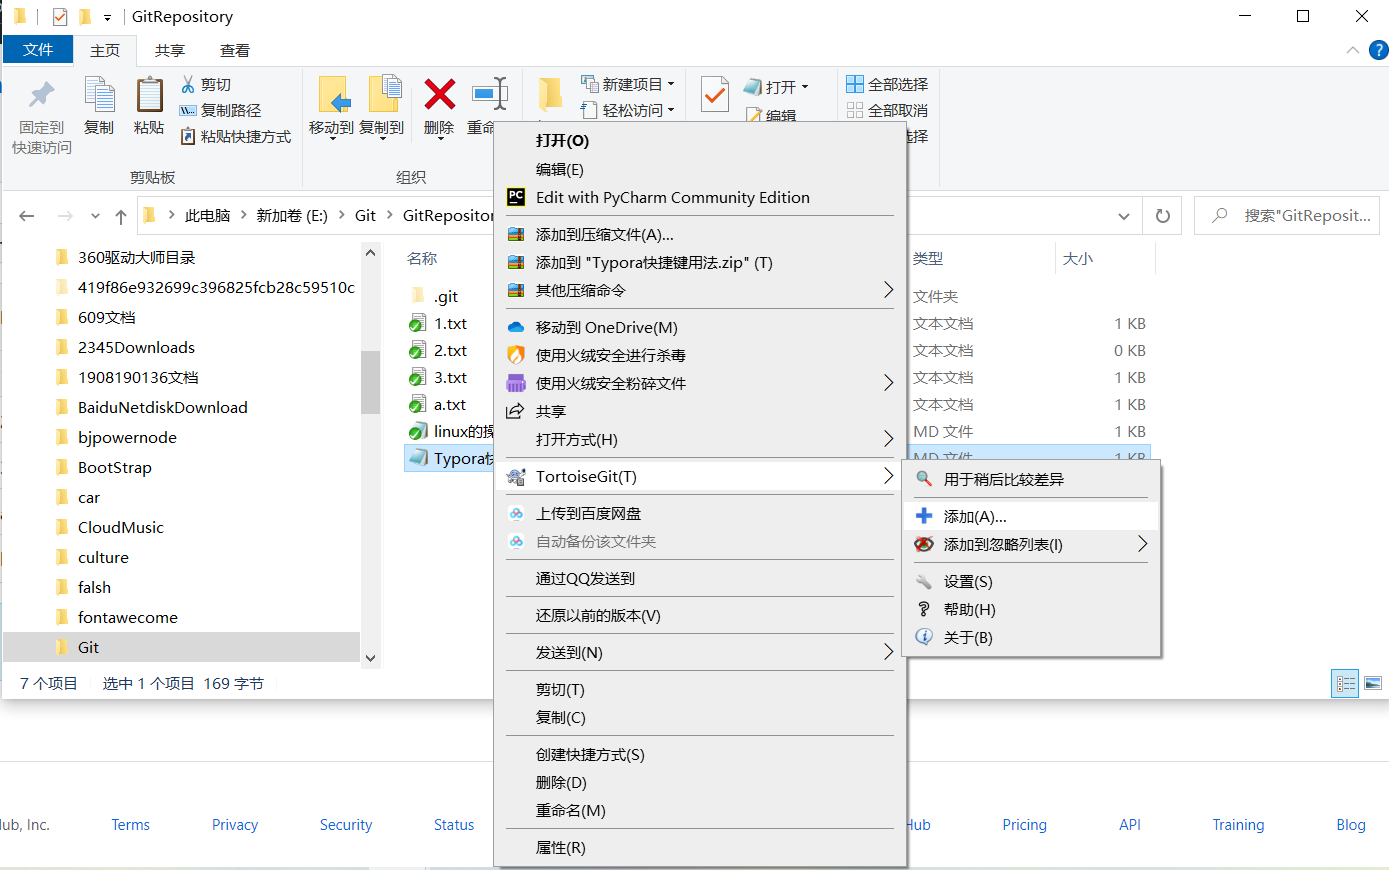 GitRepository
文件
主页
共享
查看
固定到
快速访问
复制
粘贴
剪切
复制路径
粘贴快捷方式
剪贴板
移动到
复制到
删除
重命
组织
新建项目
轻松访问
打开
编辑
全部选择
全部取消
选择
此电脑
新加卷 (E:)
Git
GitRepositor
搜索"GitReposit...
360驱动大师目录
419f86e932699c396825fcb28c59510c
609文档
2345Downloads
1908190136文档
BaiduNetdiskDownload
bjpowernode
BootStrap
car
CloudMusic
culture
falsh
fontawecome
Git
名称
类型
大小
.git
文件夹
1.txt
文本文档
1 KB
2.txt
文本文档
0 KB
3.txt
文本文档
1 KB
a.txt
文本文档
1 KB
linux的操
MD 文件
1 KB
Typora快
MD 文件
1 KB
打开(O)
编辑(E)
Edit with PyCharm Community Edition
添加到压缩文件(A)...
添加到 "Typora快捷键用法.zip" (T)
其他压缩命令
移动到 OneDrive(M)
使用火绒安全进行杀毒
使用火绒安全粉碎文件
共享
打开方式(H)
TortoiseGit(T)
上传到百度网盘
自动备份该文件夹
通过QQ发送到
还原以前的版本(V)
发送到(N)
剪切(T)
复制(C)
创建快捷方式(S)
删除(D)
重命名(M)
属性(R)
用于稍后比较差异
添加(A)...
添加到忽略列表(I)
设置(S)
帮助(H)
关于(B)
7 个项目
选中 1 个项目 169 字节
lub, Inc.
Terms
Privacy
Security
Status
Hub
Pricing
API
Training
Blog